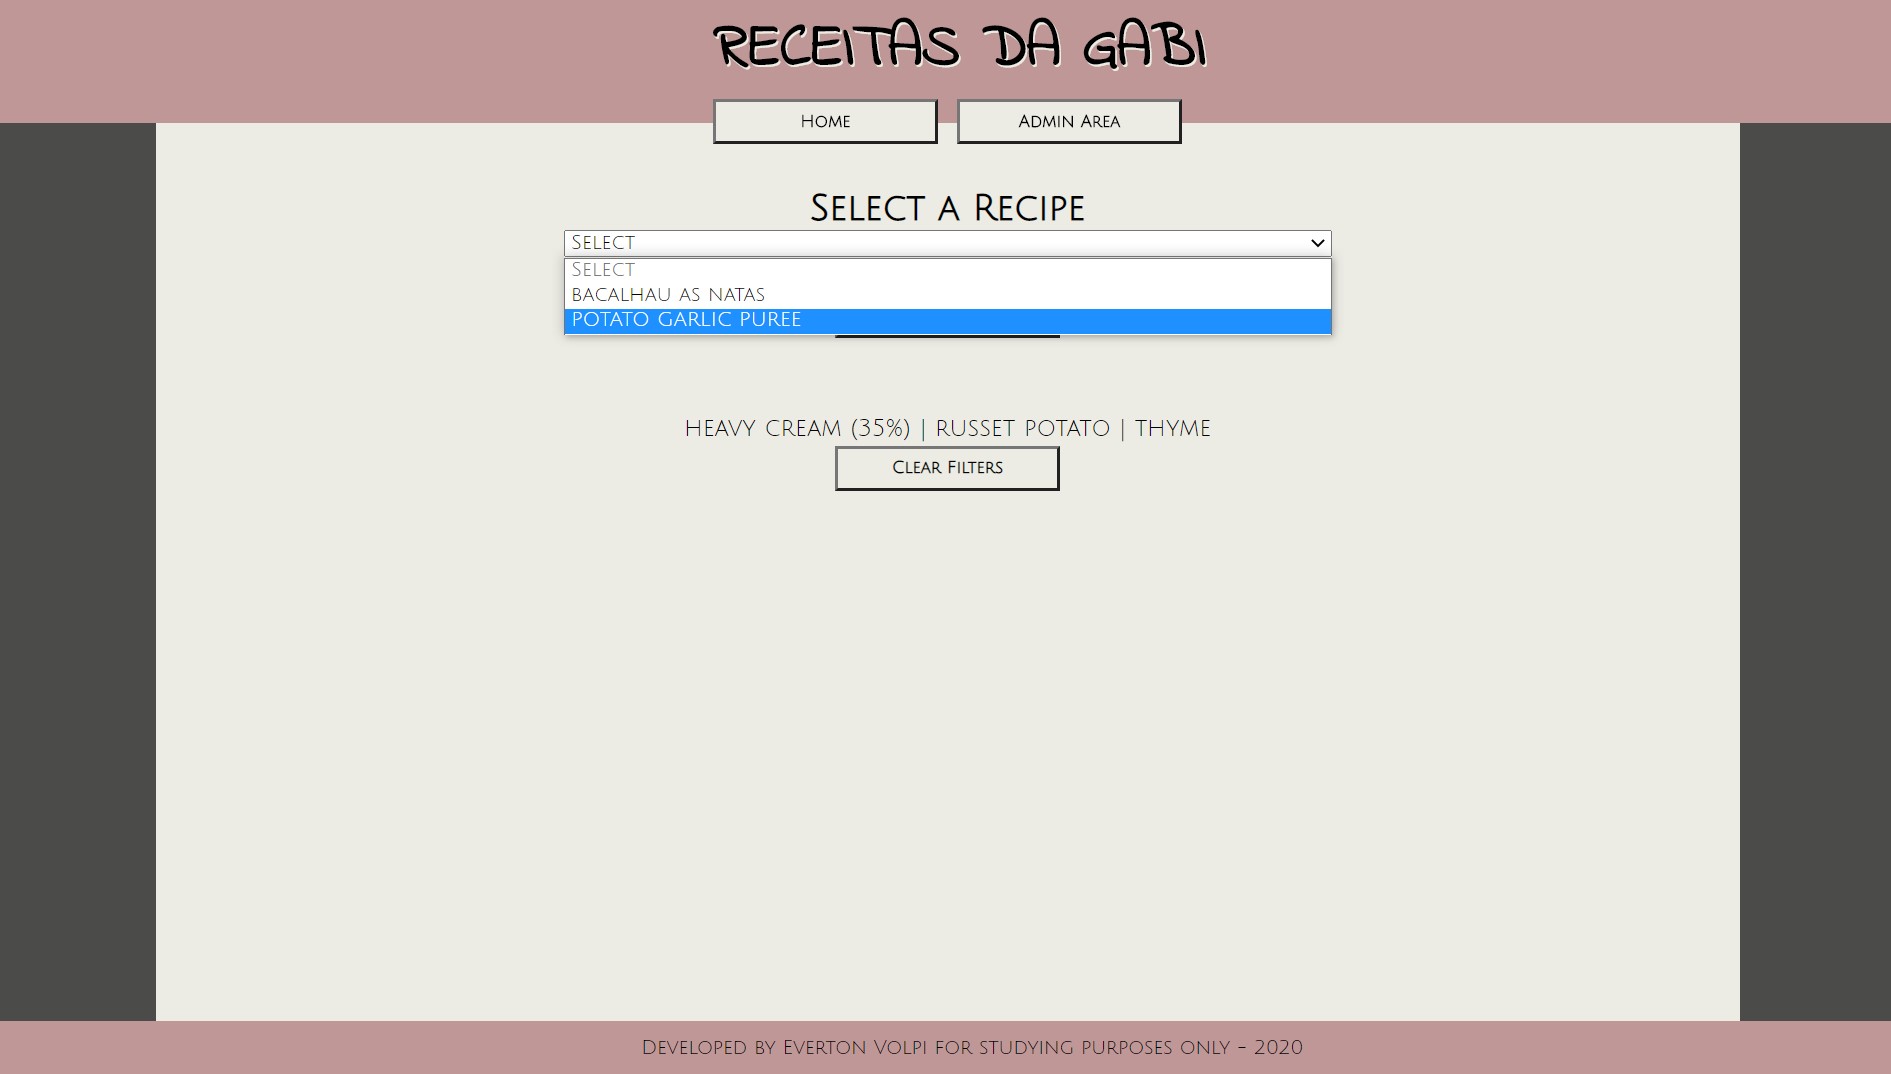 RECEITAS DA GABI
Home Admin Area
Select a Recipe
Select
Select
BACALHAU AS NATAS
POTATO GARLIC PUREE
HEAVY CREAM (35%) | RUSSET POTATO | THYME
Clear Filters
Developed by Everton Volpi for studying purposes only - 2020